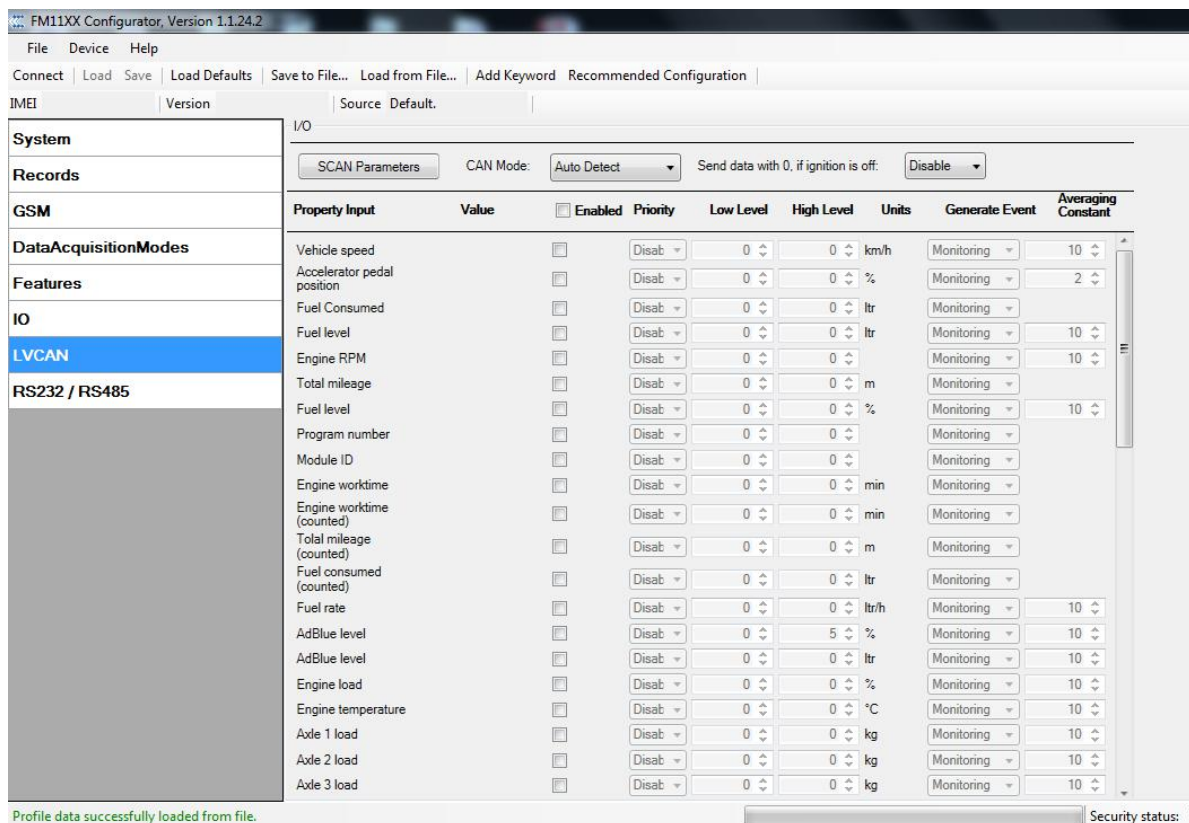 FM11XX Configurator, Version 1.1.24.2
File Device Help
Connect Load Save Load Defaults Save to File... Load from File... Add Keyword Recommended Configuration
IMEI Version Source Default.
System
Records
GSM
DataAcquisitionModes
Features
IO
LVCAN
RS232 / RS485
I/O
SCAN Parameters CAN Mode: Auto Detect Send data with 0, if ignition is off: Disable
Property Input Value Enabled Priority Low Level High Level Units Generate Event Averaging Constant
Vehicle speed Disab 0 0 km/h Monitoring 10
Accelerator pedal
position Disab 0 0 % Monitoring 2
Fuel Consumed Disab 0 0 ltr Monitoring
Fuel level Disab 0 0 ltr Monitoring 10
Engine RPM Disab 0 0 Monitoring 10
Total mileage Disab 0 0 m Monitoring
Fuel level Disab 0 0 % Monitoring 10
Program number Disab 0 0 Monitoring
Module ID Disab 0 0 Monitoring
Engine worktime Disab 0 0 min Monitoring
Engine worktime
(counted) Disab 0 0 min Monitoring
Tolal mileage
(counted) Disab 0 0 m Monitoring
Fuel consumed
(counted) Disab 0 0 ltr Monitoring
Fuel rate Disab 0 0 ltr/h Monitoring 10
AdBlue level Disab 0 5 % Monitoring 10
AdBlue level Disab 0 0 ltr Monitoring 10
Engine load Disab 0 0 % Monitoring 10
Engine temperature Disab 0 0 °C Monitoring 10
Axle 1 load Disab 0 0 kg Monitoring 10
Axle 2 load Disab 0 0 kg Monitoring 10
Axle 3 load Disab 0 0 kg Monitoring 10
Profile data successfully loaded from file. Security status: